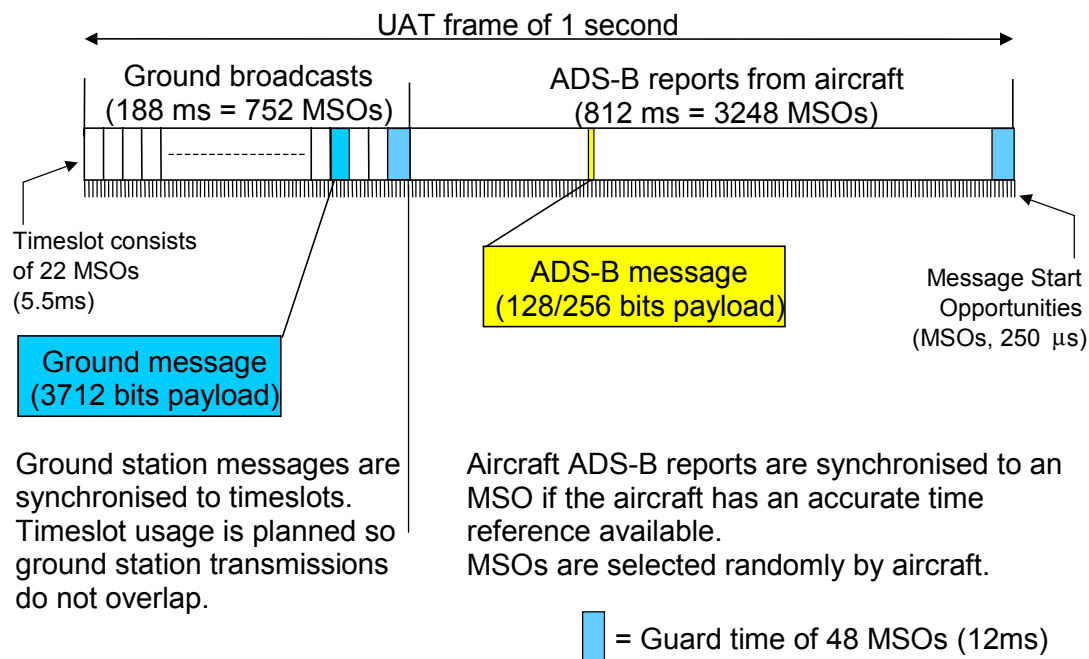 UAT frame of 1 second
Ground broadcasts
(188 ms = 752 MSOs)
ADS-B reports from aircraft
(812 ms = 3248 MSOs)
Timeslot consists
of 22 MSOs
(5.5ms)
ADS-B message
(128/256 bits payload)
Message Start
Opportunities
(MSOs, 250 μs)
Ground message
(3712 bits payload)
Ground station messages are
synchronised to timeslots.
Timeslot usage is planned so
ground station transmissions
do not overlap.
Aircraft ADS-B reports are synchronised to an
MSO if the aircraft has an accurate time
reference available.
MSOs are selected randomly by aircraft.
= Guard time of 48 MSOs (12ms)